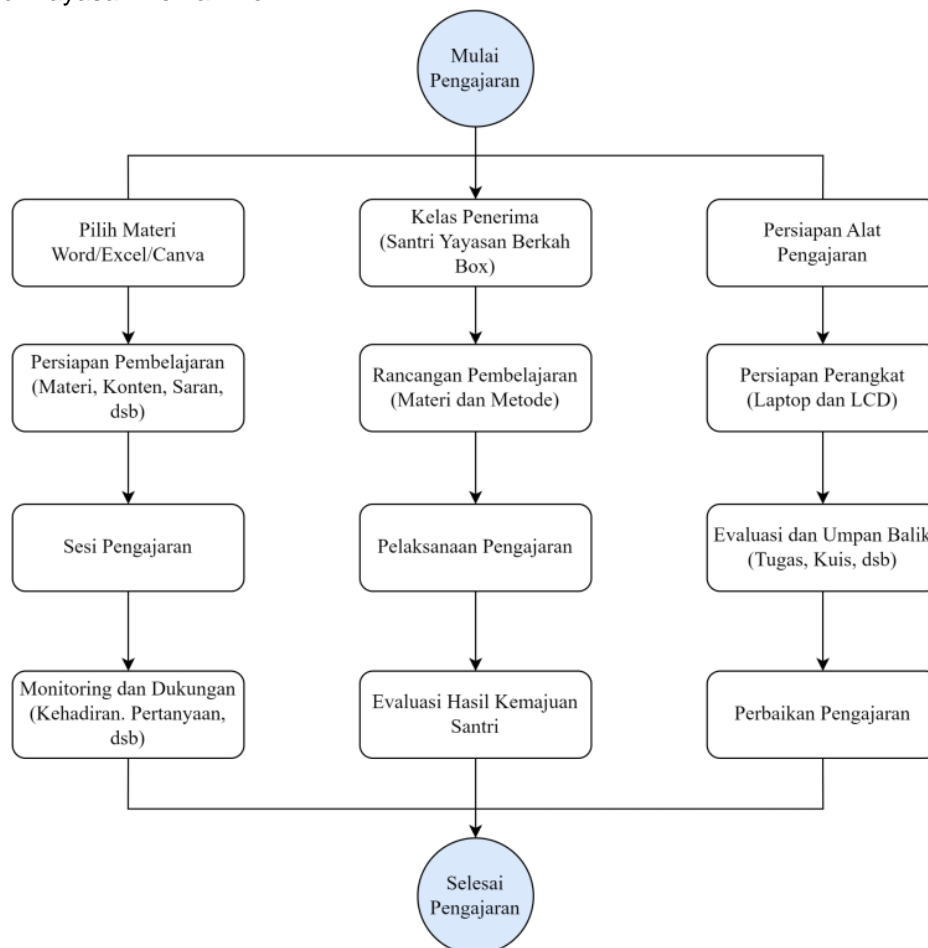 Mulai
Pengajaran
Pilih Materi
Word/Excel/Canva
Kelas Penerima
(Santri Yayasan Berkah
Box)
Persiapan Alat
Pengajaran
Persiapan Pembelajaran
(Materi, Konten, Saran,
dsb)
Rancangan Pembelajaran
(Materi dan Metode)
Persiapan Perangkat
(Laptop dan LCD)
Sesi Pengajaran
Pelaksanaan Pengajaran
Evaluasi dan Umpan Balik
(Tugas, Kuis, dsb)
Monitoring dan Dukungan
(Kehadiran. Pertanyaan,
dsb)
Evaluasi Hasil Kemajuan
Santri
Perbaikan Pengajaran
Selesai
Pengajaran